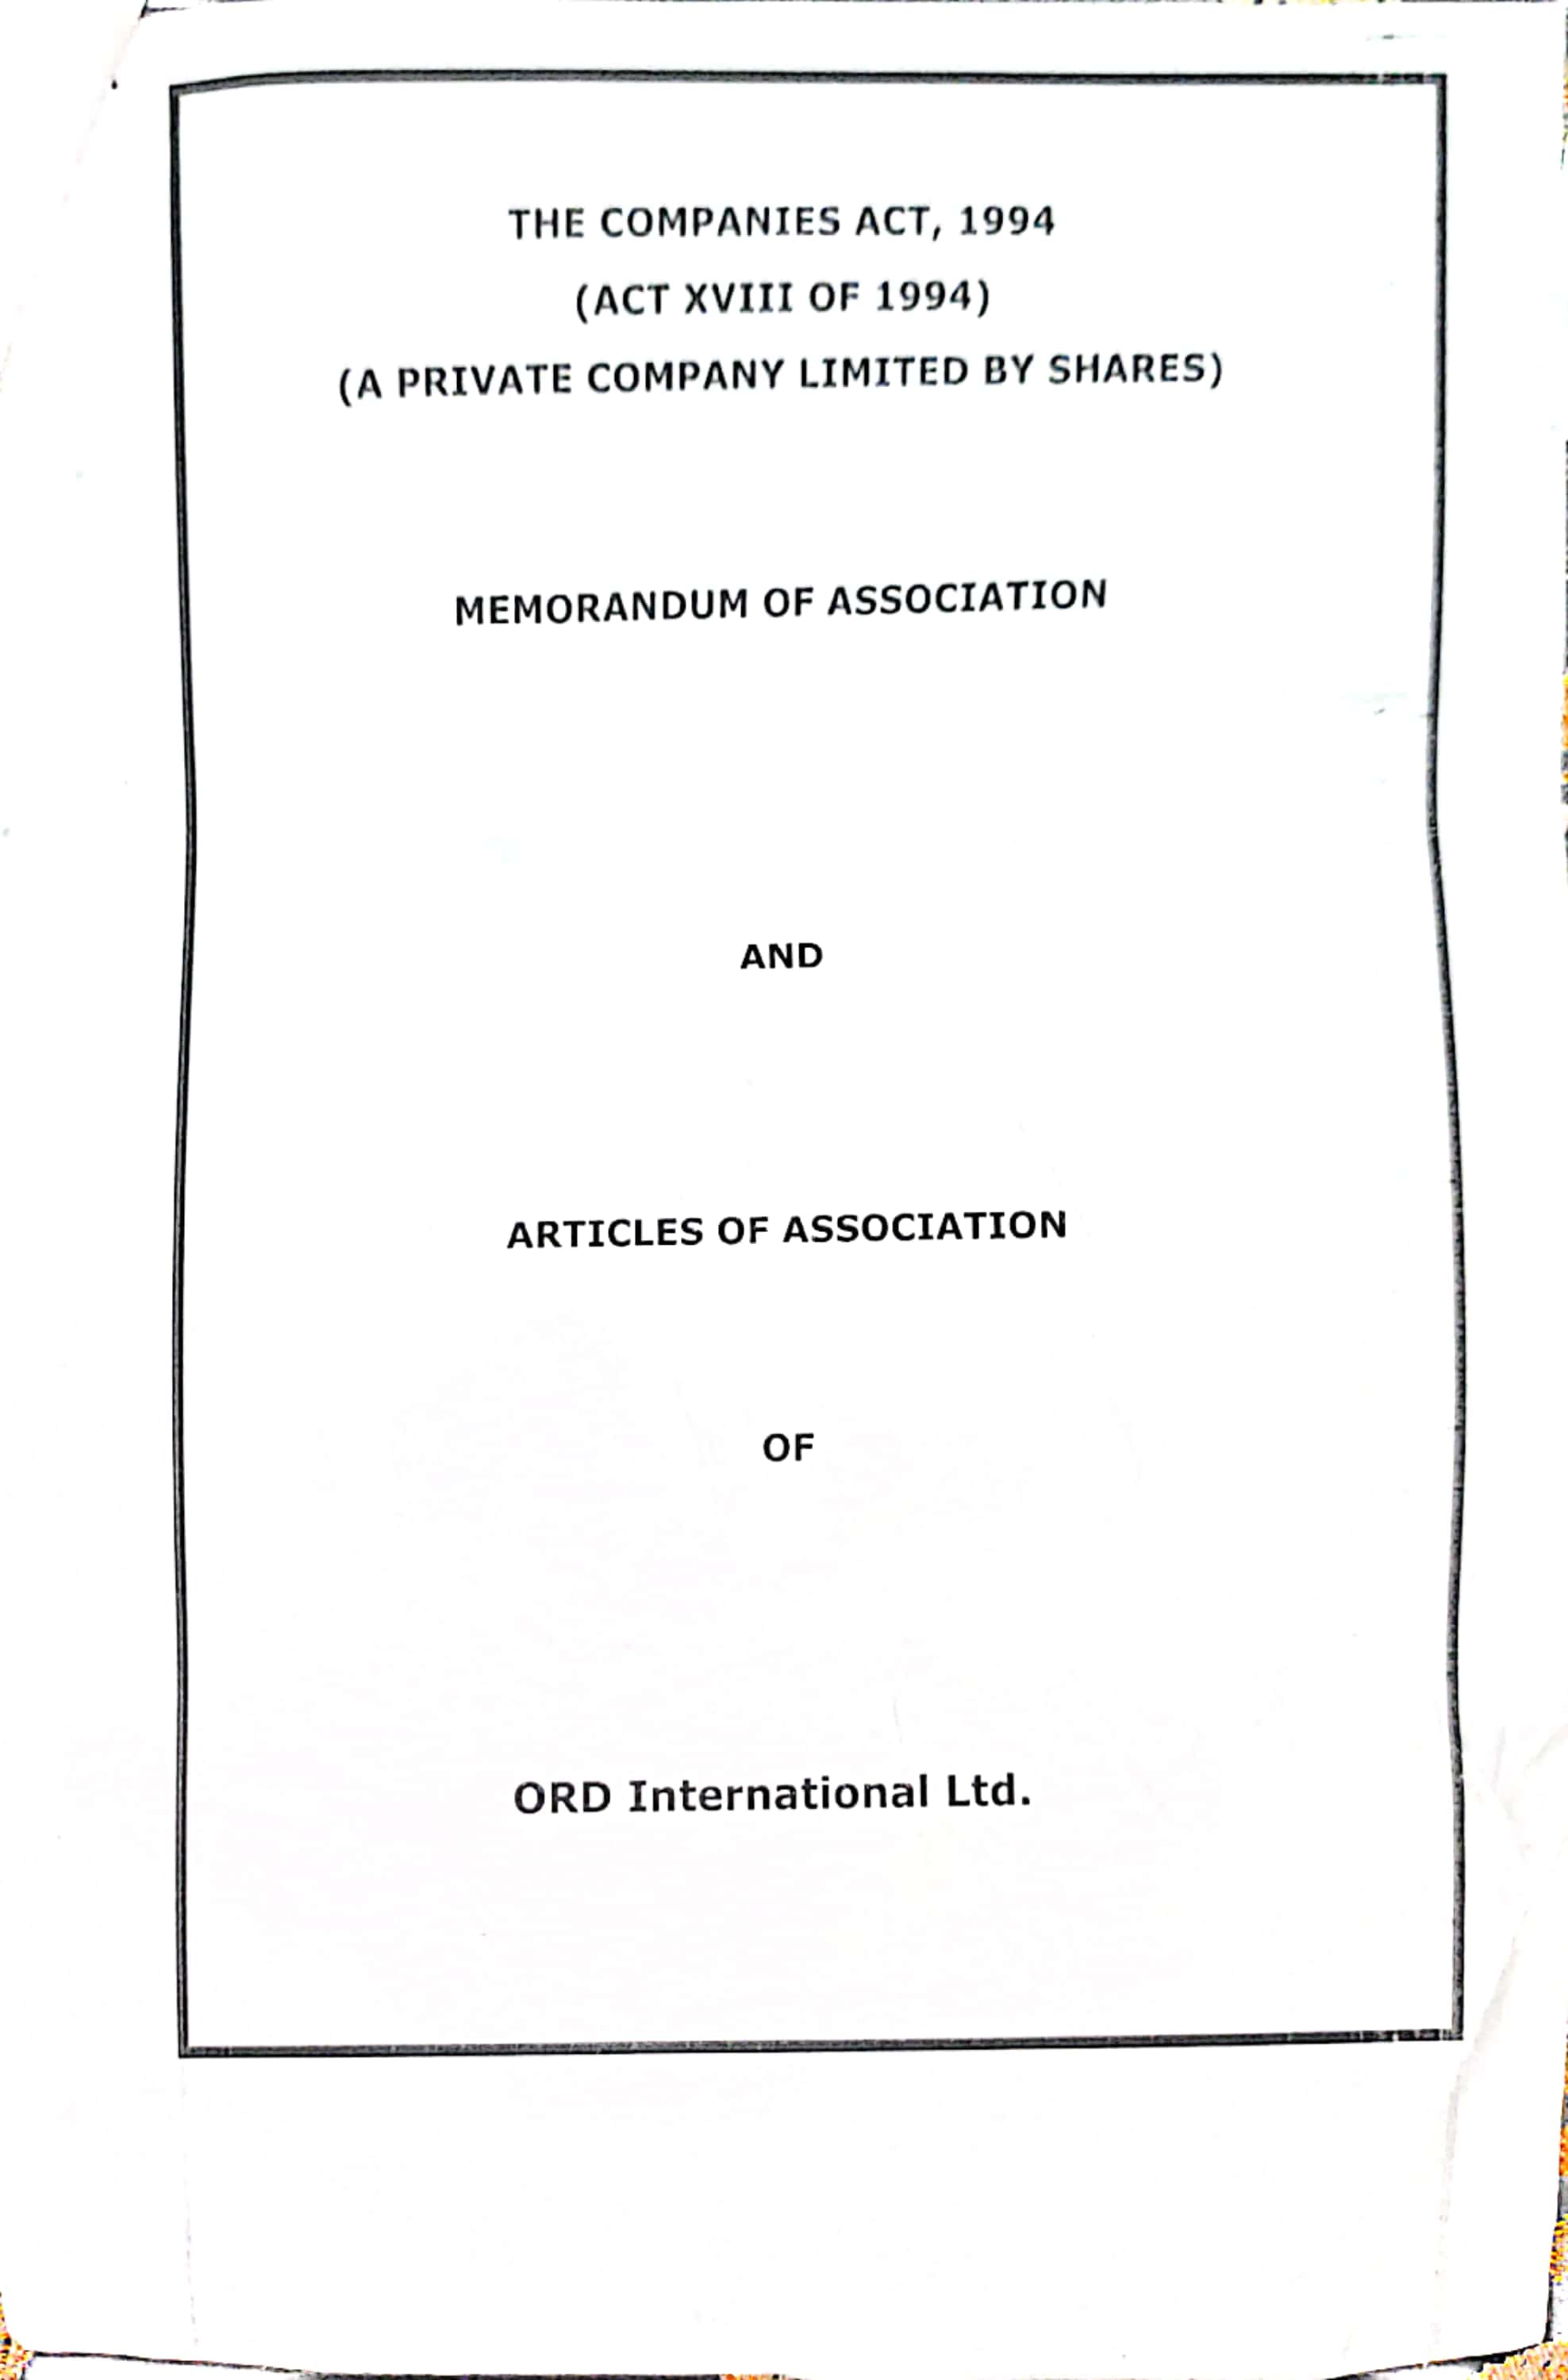 THE COMPANIES ACT, 1994
(ACT XVIII OF 1994)
(A PRIVATE COMPANY LIMITED BY SHARES)
MEMORANDUM OF ASSOCIATION
AND
ARTICLES OF ASSOCIATION
OF
ORD International Ltd.